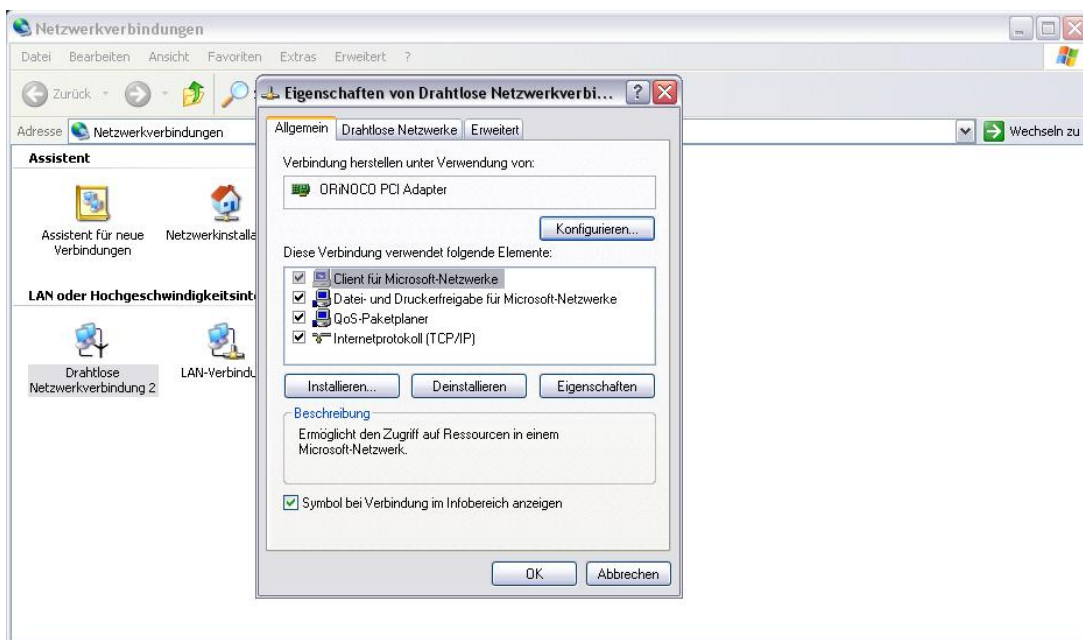 Netzwerkverbindungen
Datei Bearbeiten Ansicht Favoriten Extras Erweitert ?
Zurück
Adresse Netzwerkverbindungen Wechseln zu
Assistent
Assistent für neue Verbindungen
Netzwerkinstalla
LAN oder Hochgeschwindigkeitsint
Drahtlose
Netzwerkverbindung 2
LAN-Verbindu
Eigenschaften von Drahtlose Netzwerkverbi... ?
Allgemein Drahtlose Netzwerke Erweitert
Verbindung herstellen unter Verwendung von:
ORiNOCO PCI Adapter
Konfigurieren...
Diese Verbindung verwendet folgende Elemente:
Client für Microsoft-Netzwerke
Datei- und Druckerfreigabe für Microsoft-Netzwerke
QoS-Paketplaner
Internetprotokoll (TCP/IP)
Installieren... Deinstallieren Eigenschaften
Beschreibung
Ermöglicht den Zugriff auf Ressourcen in einem
Microsoft-Netzwerk.
Symbol bei Verbindung im Infobereich anzeigen
OK Abbrechen